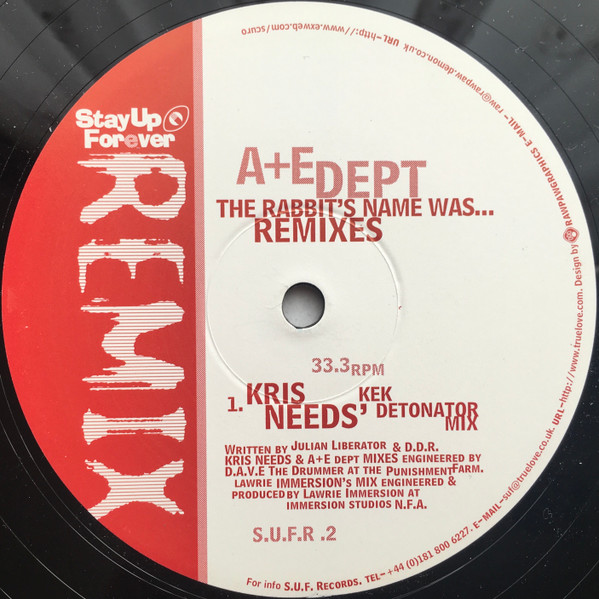 Stay Up
Forever
REMIX
A+E DEPT
THE RABBIT'S NAME WAS...
REMIXES
33.3 RPM
1. KRIS NEEDS' KEK DETONATOR MIX
WRITTEN BY JULIAN LIBERATOR & D.D.R.
KRIS NEEDS & A+E DEPT MIXES ENGINEERED BY
D.A.V.E THE DRUMMER AT THE PUNISHMENT FARM.
LAWRIE IMMERSION'S MIX ENGINEERED &
PRODUCED BY LAWRIE IMMERSION AT
IMMERSION STUDIOS N.F.A.
S.U.F.R .2
For info S.U.F. RECORDS. TEL-+44 (0)181 800 6227. E-MAIL-suf@truelove.co.uk. URL-http://www.truelove.com. Design by RAWPAWGRAPHICS E-MAIL-raw@rawpaw.demon.co.uk URL-http://www.exweb.com/scuro